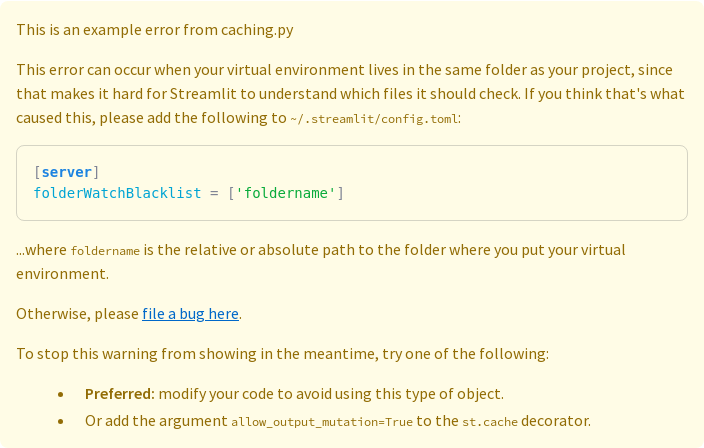 This is an example error from caching.py
This error can occur when your virtual environment lives in the same folder as your project, since
that makes it hard for Streamlit to understand which files it should check. If you think that's what
caused this, please add the following to ~/.streamlit/config.toml:
[server]
folderWatchBlacklist = ['foldername']
...where foldername is the relative or absolute path to the folder where you put your virtual
environment.
Otherwise, please file a bug here.
To stop this warning from showing in the meantime, try one of the following:
• Preferred: modify your code to avoid using this type of object.
• Or add the argument allow_output_mutation=True to the st.cache decorator.